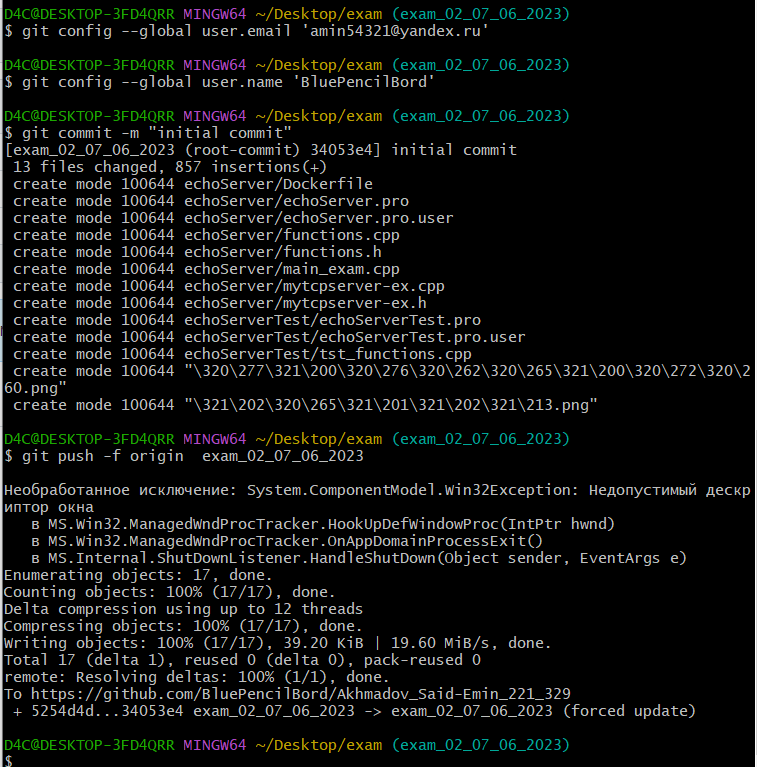 D4C@DESKTOP-3FD4QRR MINGW64 ~/Desktop/exam (exam_02_07_06_2023)
$ git config --global user.email 'amin54321@yandex.ru'
D4C@DESKTOP-3FD4QRR MINGW64 ~/Desktop/exam (exam_02_07_06_2023)
$ git config --global user.name 'BluePencilBord'
D4C@DESKTOP-3FD4QRR MINGW64 ~/Desktop/exam (exam_02_07_06_2023)
$ git commit -m "initial commit"
[exam_02_07_06_2023 (root-commit) 34053e4] initial commit
 13 files changed, 857 insertions(+)
 create mode 100644 echoServer/Dockerfile
 create mode 100644 echoServer/echoServer.pro
 create mode 100644 echoServer/echoServer.pro.user
 create mode 100644 echoServer/functions.cpp
 create mode 100644 echoServer/functions.h
 create mode 100644 echoServer/main_exam.cpp
 create mode 100644 echoServer/mytcpserver-ex.cpp
 create mode 100644 echoServer/mytcpserver-ex.h
 create mode 100644 echoServerTest/echoServerTest.pro
 create mode 100644 echoServerTest/echoServerTest.pro.user
 create mode 100644 echoServerTest/tst_functions.cpp
 create mode 100644 "\320\277\321\200\320\276\320\262\320\265\321\200\320\272\320\2
60.png"
 create mode 100644 "\321\202\320\265\321\201\321\202\321\213.png"
D4C@DESKTOP-3FD4QRR MINGW64 ~/Desktop/exam (exam_02_07_06_2023)
$ git push -f origin  exam_02_07_06_2023
Необработанное исключение: System.ComponentModel.Win32Exception: Недопустимый дескр
иптор окна
   в MS.Win32.ManagedWndProcTracker.HookUpDefWindowProc(IntPtr hwnd)
   в MS.Win32.ManagedWndProcTracker.OnAppDomainProcessExit()
   в MS.Internal.ShutDownListener.HandleShutDown(Object sender, EventArgs e)
Enumerating objects: 17, done.
Counting objects: 100% (17/17), done.
Delta compression using up to 12 threads
Compressing objects: 100% (17/17), done.
Writing objects: 100% (17/17), 39.20 KiB | 19.60 MiB/s, done.
Total 17 (delta 1), reused 0 (delta 0), pack-reused 0
remote: Resolving deltas: 100% (1/1), done.
To https://github.com/BluePencilBord/Akhmadov_Said-Emin_221_329
 + 5254d4d...34053e4 exam_02_07_06_2023 -> exam_02_07_06_2023 (forced update)
D4C@DESKTOP-3FD4QRR MINGW64 ~/Desktop/exam (exam_02_07_06_2023)
$